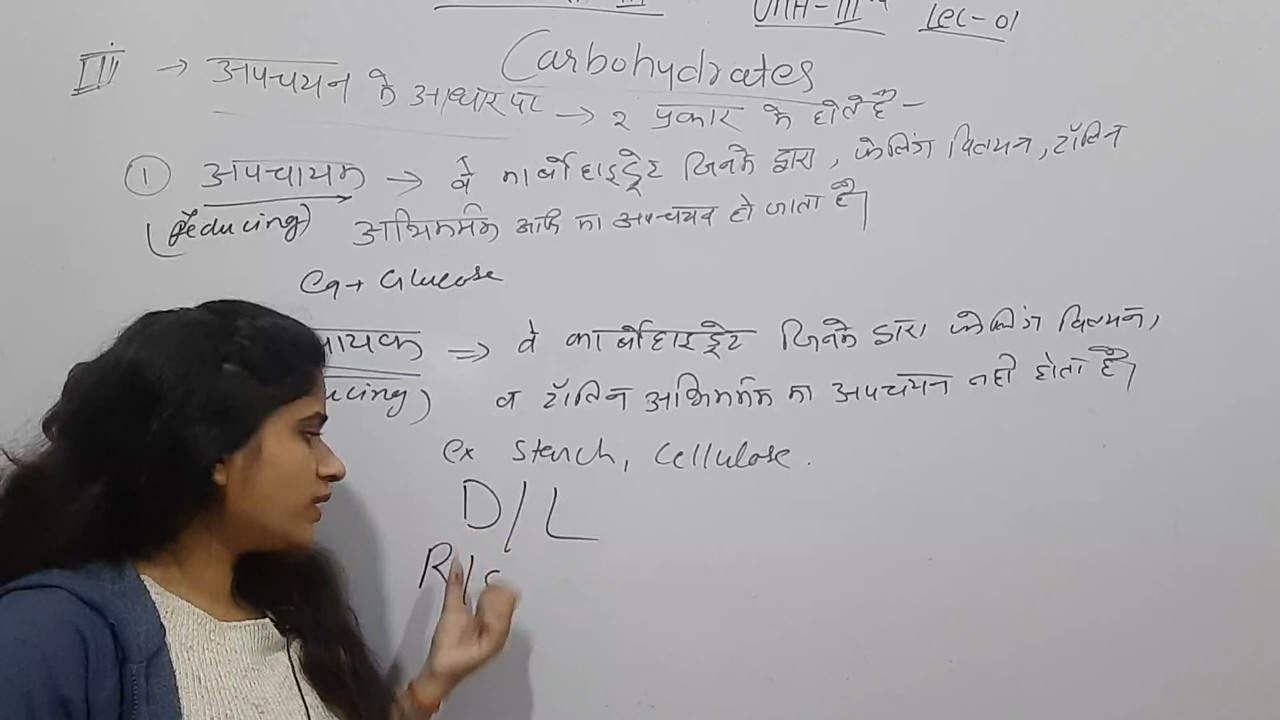 Unit-III Lec-01
Carbohydrates
III → अपचयन के आधार पर → 2 प्रकार के होते है -
① अपचायक → वे कार्बोहाइड्रेट जिनके द्वारा, फेलिंग विलयन, टॉलिन
(Reducing) अभिकर्मक आदि का अपचयन हो जाता है।
eg → Glucose
चायक ⇒ वे कार्बोहाइड्रेट जिनके द्वारा फेलिंग विलयन,
ucing) व टॉलिन अभिकर्मक का अपचयन नही होता है।
ex Starch, Cellulose.
D/L
R/